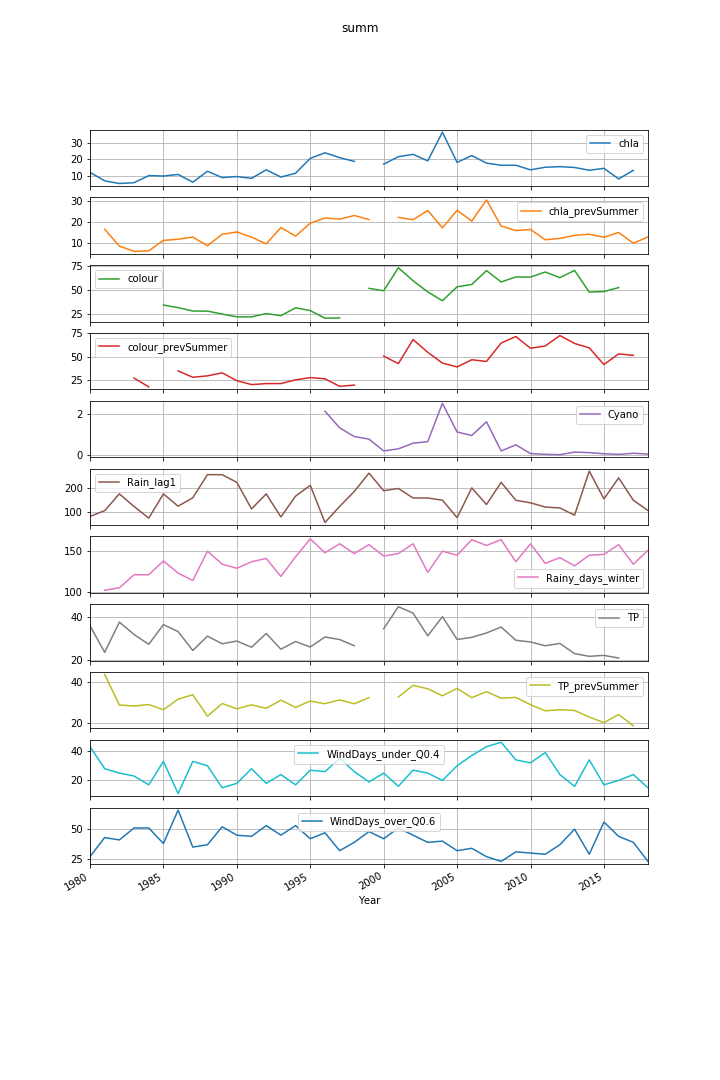 summ
30
20
10
chla
30
20
10
chla_prevSummer
75
50
25
colour
75
50
25
colour_prevSummer
2
0
Cyano
200
100
Rain_lag1
150
100
Rainy_days_winter
40
20
TP
40
20
TP_prevSummer
40
20
WindDays_under_Q0.4
50
25
WindDays_over_Q0.6
1980 1985 1990 1995 2000 2005 2010 2015
Year